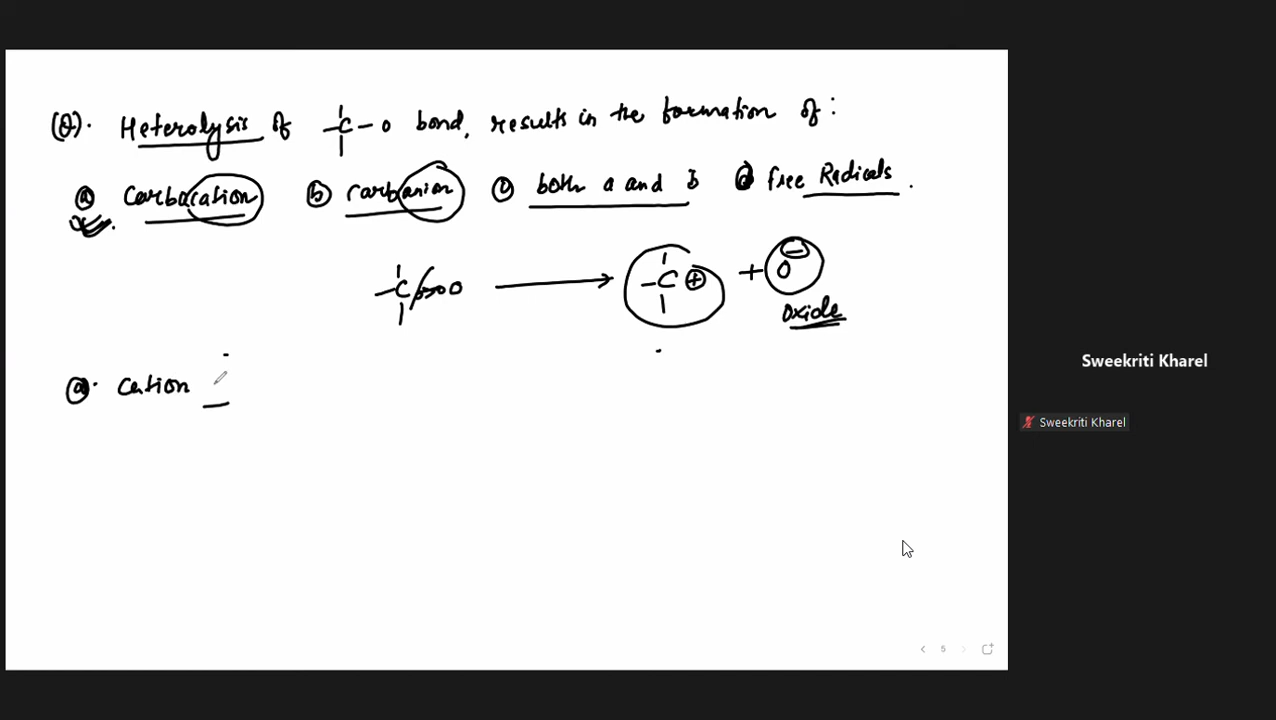 (Q). Heterolysis of -C-O bond, results in the formation of :
(a) Carbocation (b) Carbanion (c) both a and b (d) free Radicals.
-C O → -C ⊕ + O ⊖
Oxide
Sweekriti Kharel
(a). Cation
Sweekriti Kharel
5